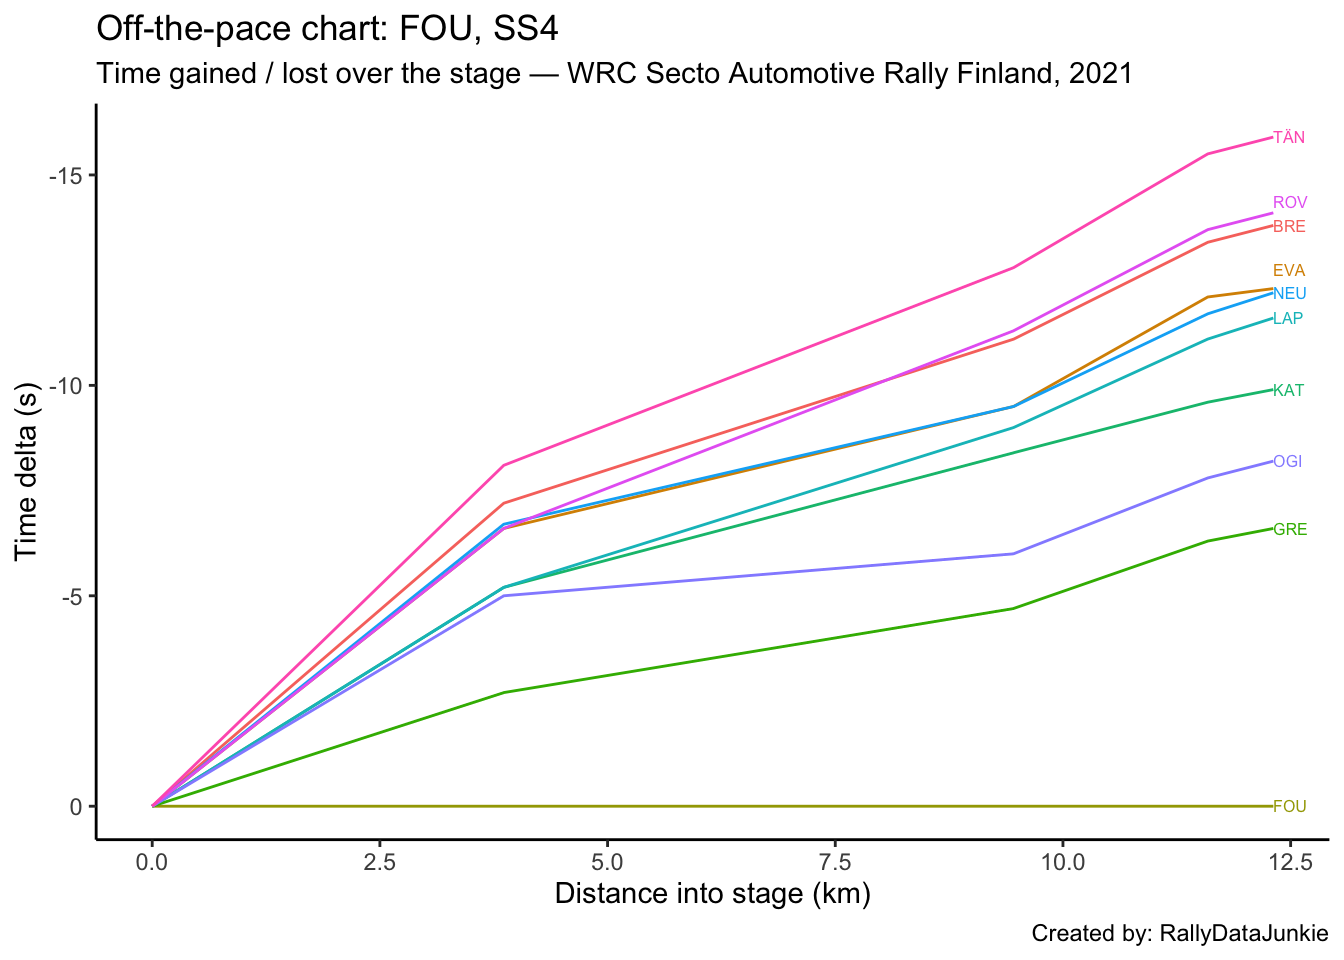 Off-the-pace chart: FOU, SS4
Time gained / lost over the stage — WRC Secto Automotive Rally Finland, 2021
Time delta (s)
-15
-10
-5
0
TÄN
ROV
BRE
EVA
NEU
LAP
KAT
OGI
GRE
FOU
0.0 2.5 5.0 7.5 10.0 12.5
Distance into stage (km)
Created by: RallyDataJunkie